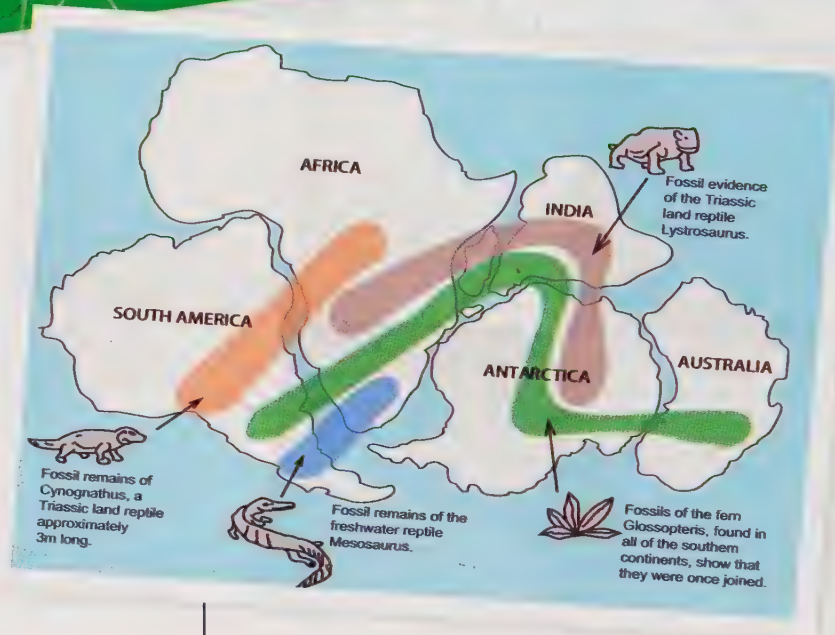 AFRICA
INDIA
Fossil evidence
of the Triassic
land reptile
Lystrosaurus.
SOUTH AMERICA
ANTARCTICA
AUSTRALIA
Fossil remains of
Cynognathus, a
Triassic land reptile
approximately
3m long.
Fossil remains of the
freshwater reptile
Mesosaurus.
Fossils of the fern
Glossopteris, found in
all of the southern
continents, show that
they were once joined.